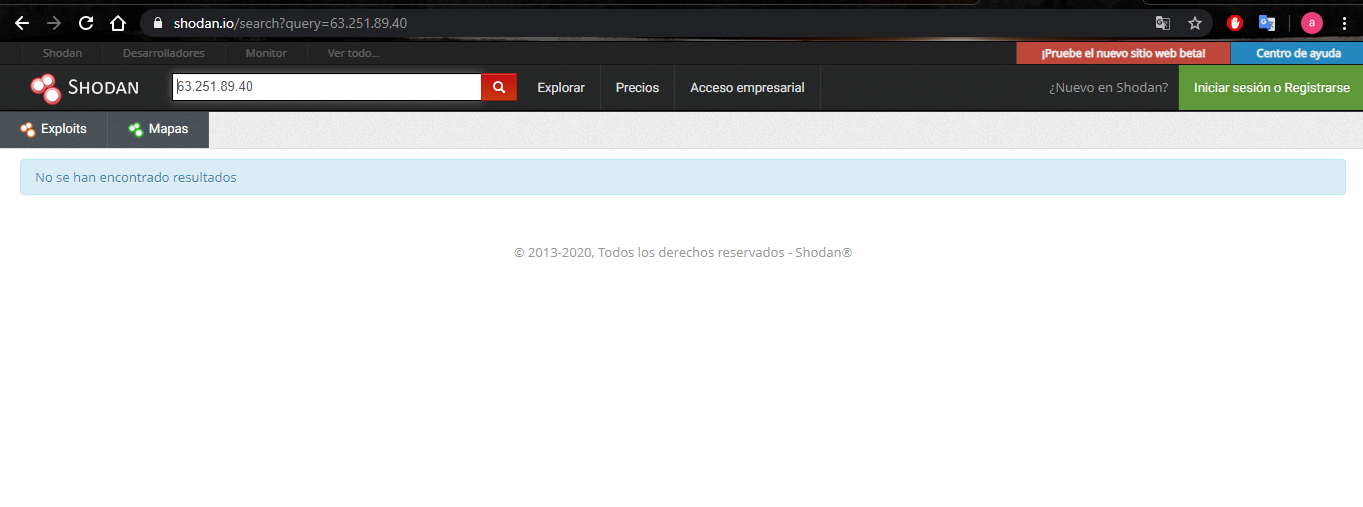 shodan.io/search?query=63.251.89.40
a
Shodan Desarrolladores Monitor Ver todo... ¡Pruebe el nuevo sitio web beta! Centro de ayuda
SHODAN 63.251.89.40 Explorar Precios Acceso empresarial ¿Nuevo en Shodan? Iniciar sesión o Registrarse
Exploits Mapas
No se han encontrado resultados
© 2013-2020, Todos los derechos reservados - Shodan®